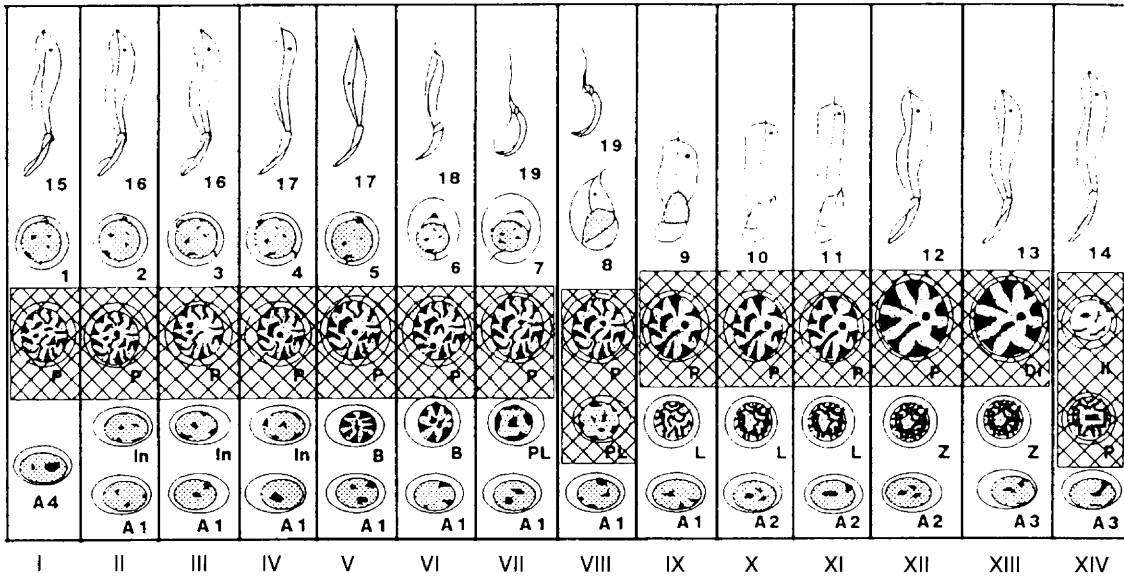 15 16 16 17 17 18 19 19
1 2 3 4 5 6 7 8 9 10 11 12 13 14
P P P P P P P P P P P P Di II
In In In B B PL PL L L L Z Z P
A4 A1 A1 A1 A1 A1 A1 A1 A1 A2 A2 A2 A3 A3
I II III IV V VI VII VIII IX X XI XII XIII XIV